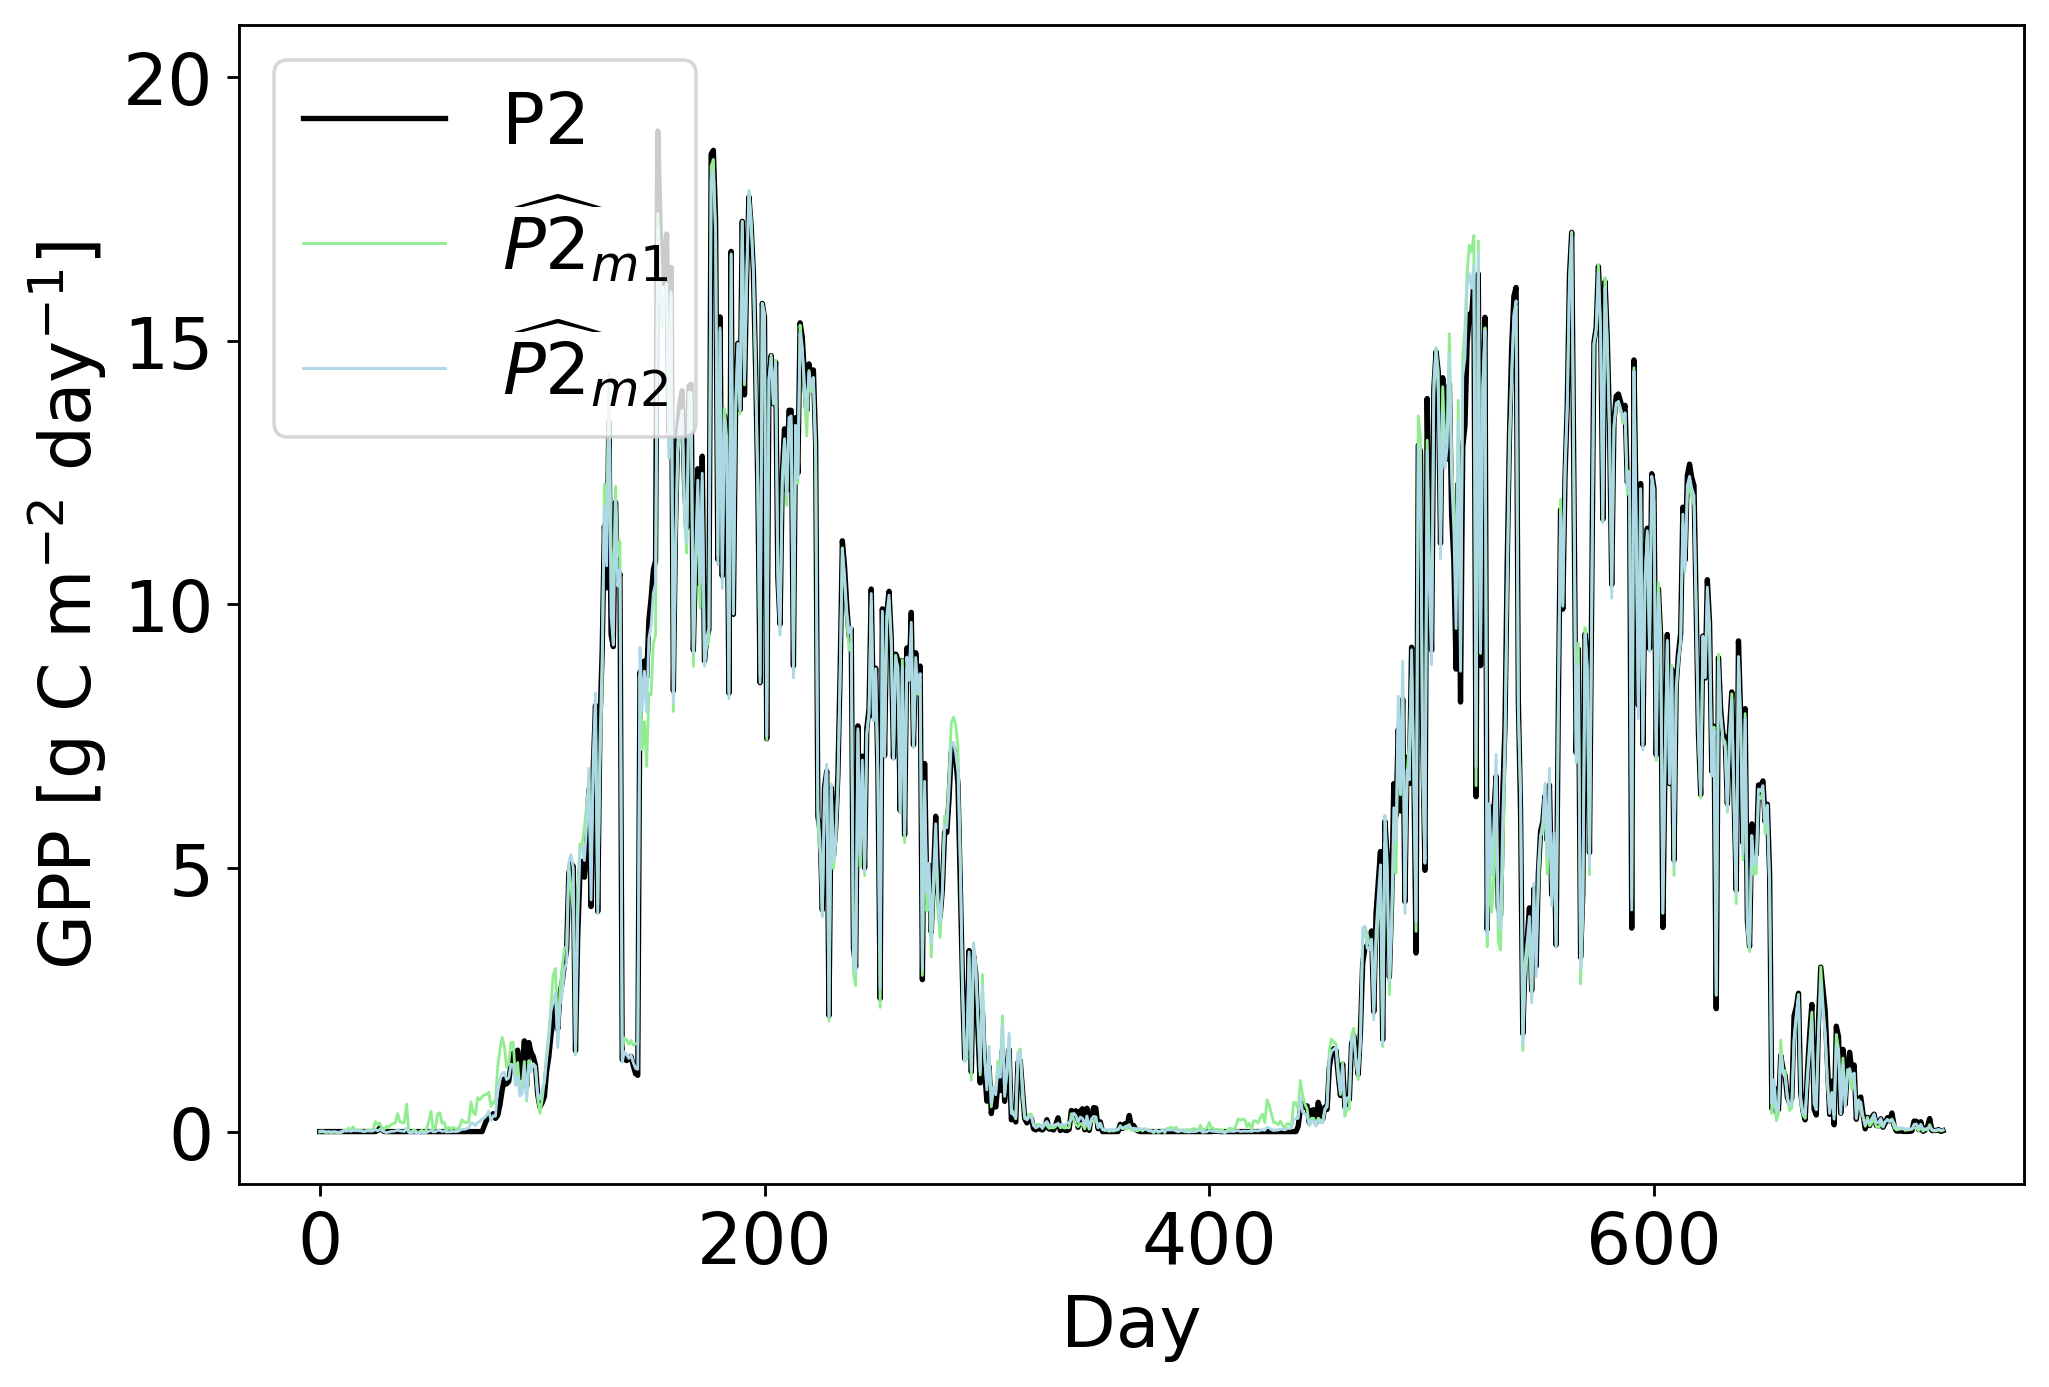 GPP [g C m⁻² day⁻¹]
20
15
10
5
0
P2
\widehat{P2}_{m1}
\widehat{P2}_{m2}
0 200 400 600
Day